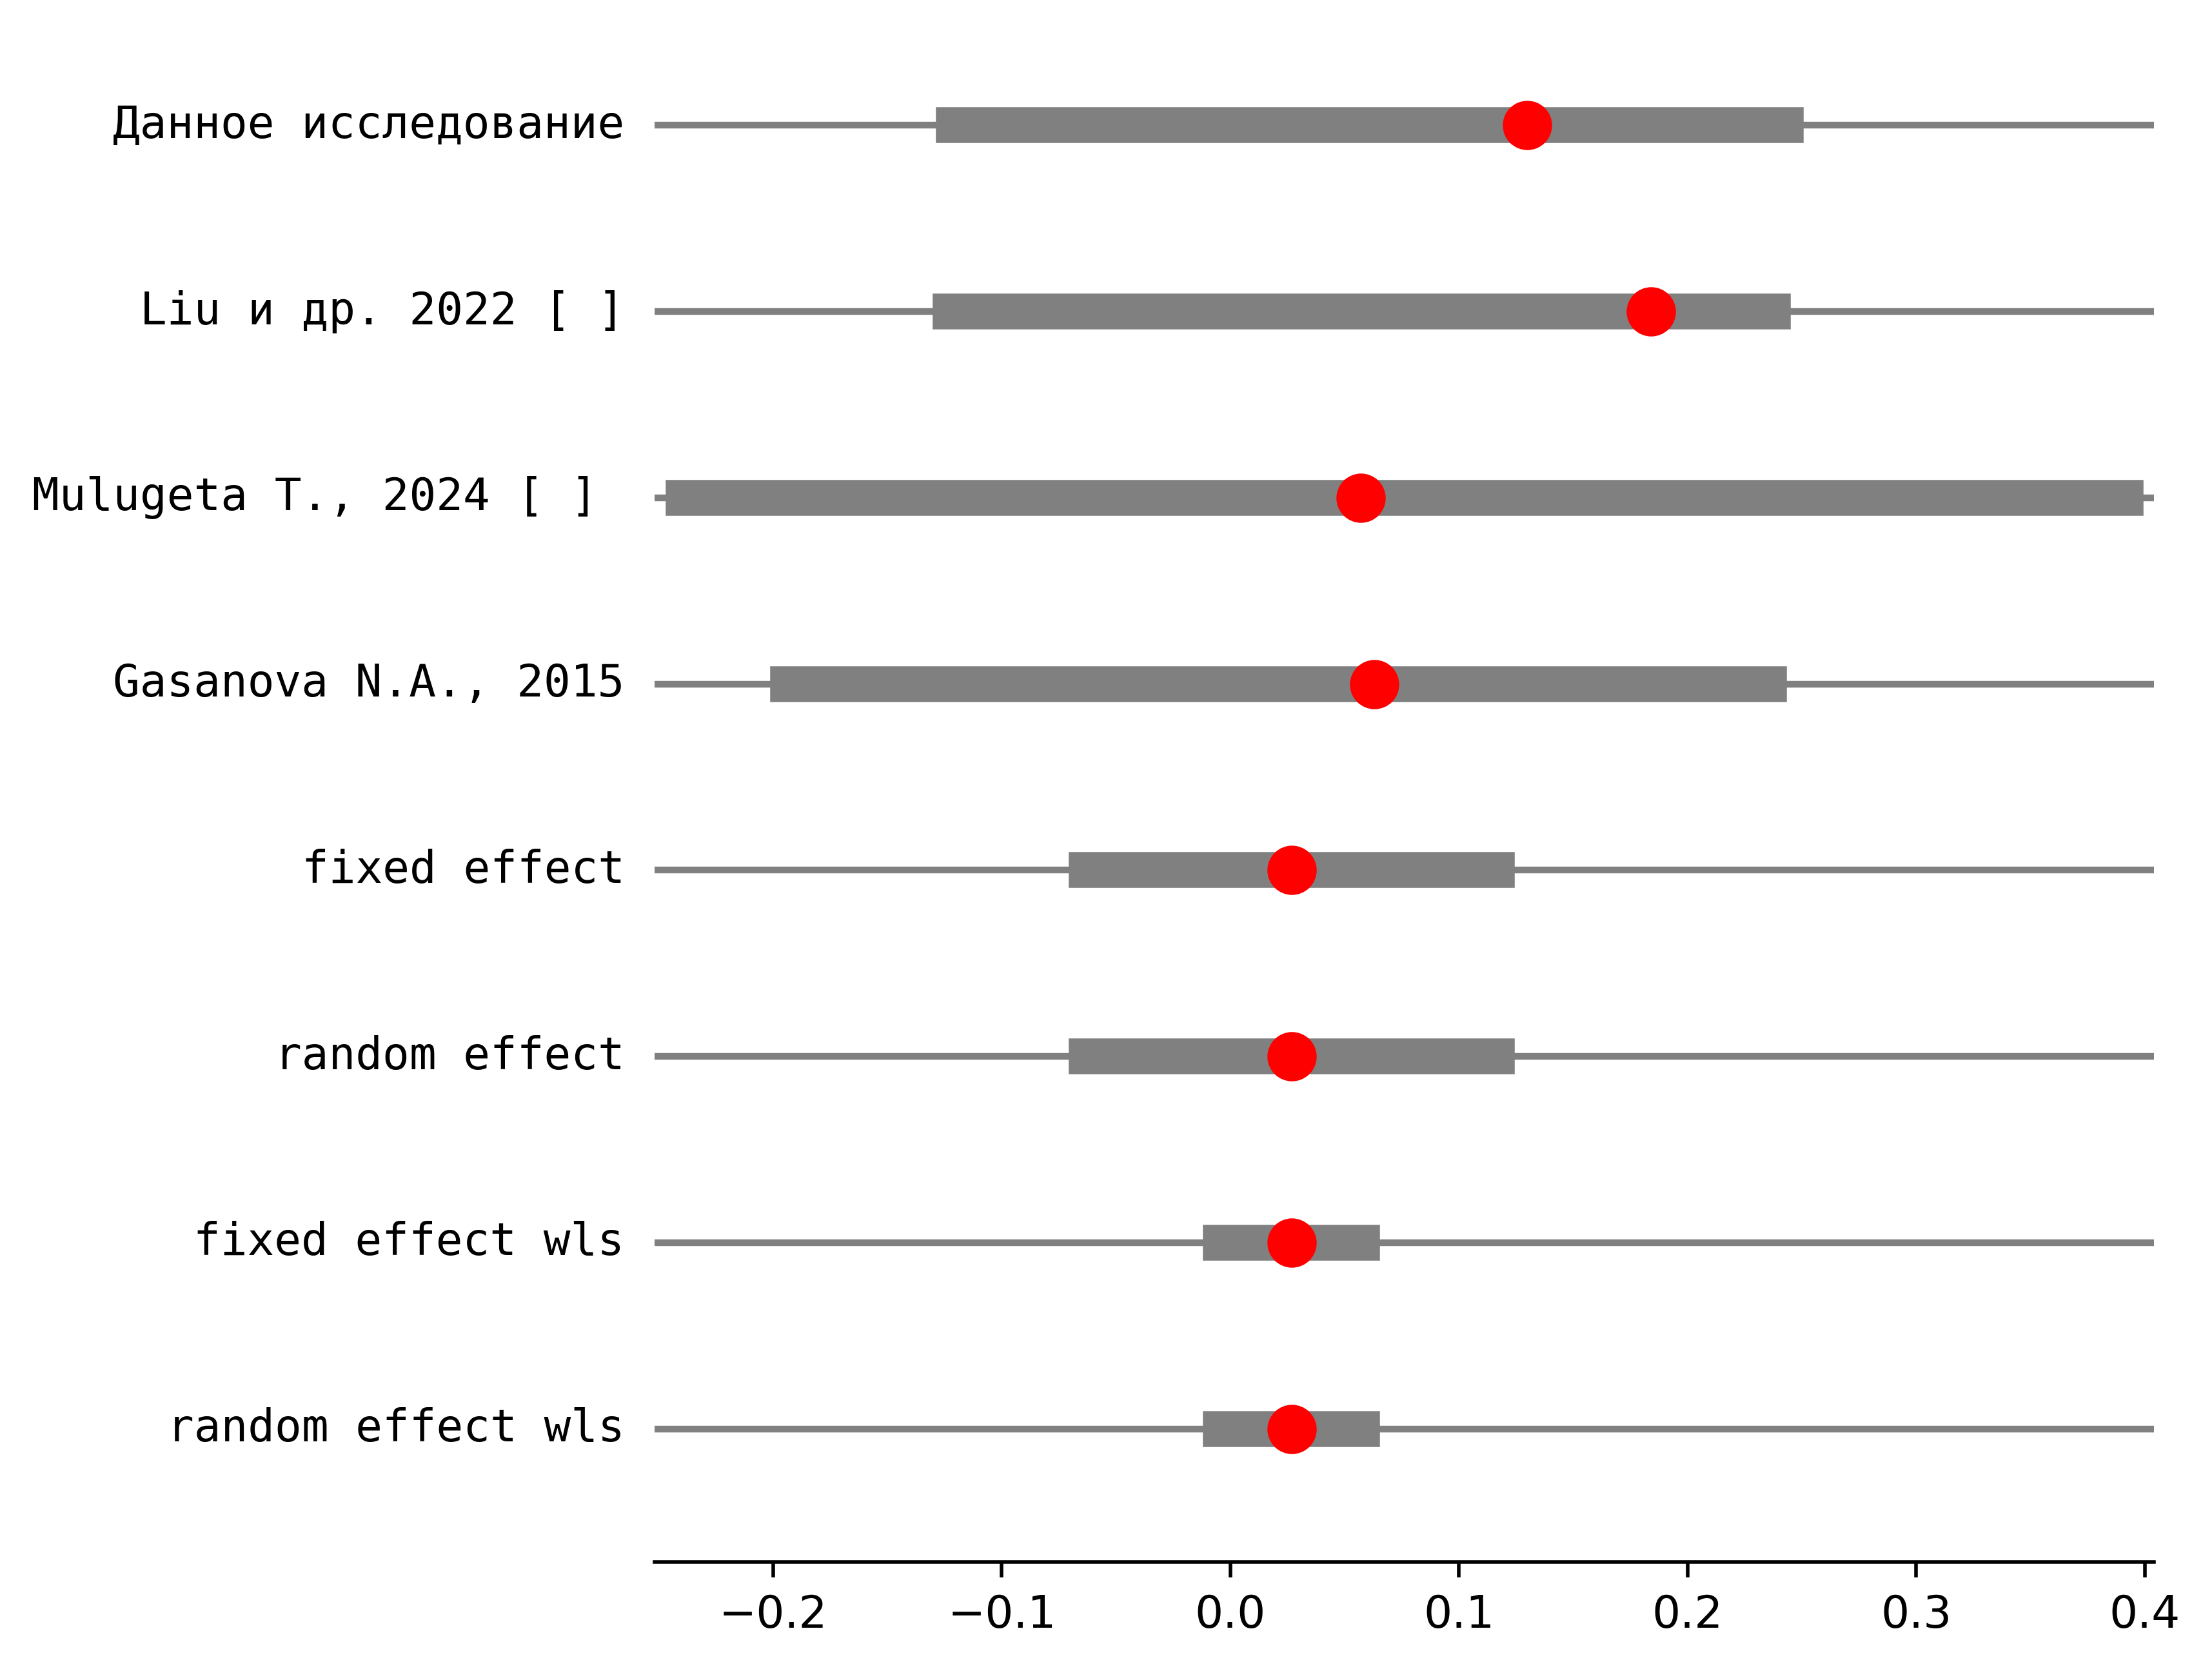 Данное исследование
Liu и др. 2022 [ ]
Mulugeta T., 2024 [ ]
Gasanova N.A., 2015
fixed effect
random effect
fixed effect wls
random effect wls
−0.2 −0.1 0.0 0.1 0.2 0.3 0.4